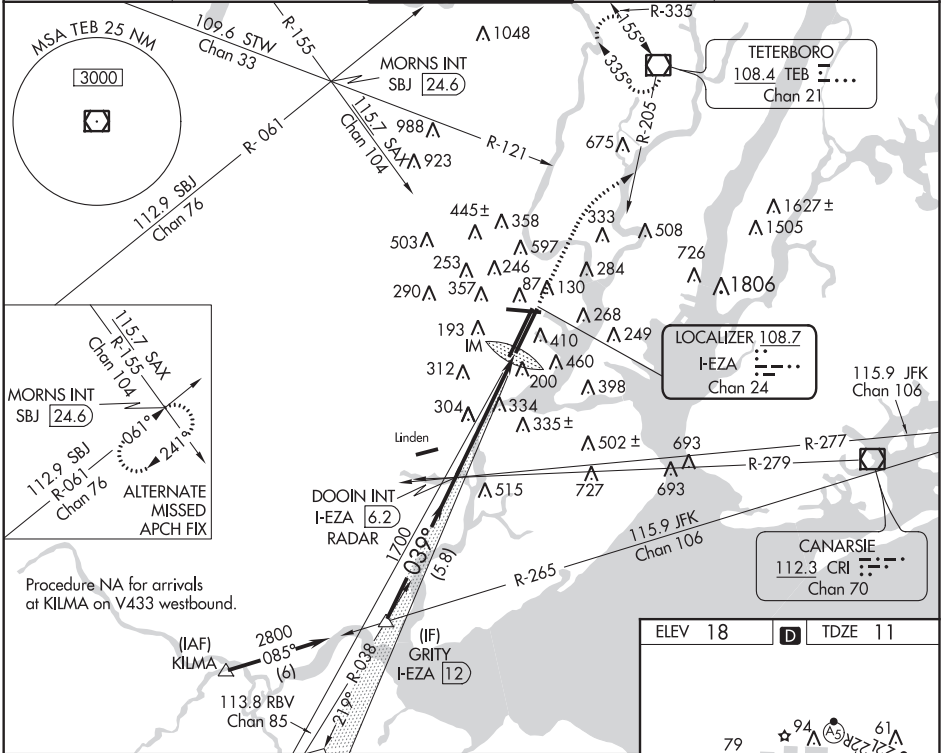 MSA TEB 25 NM
3000
109.6 STW
Chan 33
R-155
1048
MORNS INT
SBJ 24.6
R-335
155°
335°
TETERBORO
108.4 TEB
Chan 21
R-205
R-061
115.7 SAX
Chan 104
988
923
R-121
675
112.9 SBJ
Chan 76
445±
358
503
597
333
508
1627±
1505
253
246
284
726
290
357
87
130
1806
268
193
IM
410
249
LOCALIZER 108.7
I-EZA
Chan 24
312
200
460
398
304
334
335±
115.9 JFK
Chan 106
115.7 SAX
R-155
Chan 104
MORNS INT
SBJ 24.6
061°
241°
112.9 SBJ
R-061
Chan 76
ALTERNATE
MISSED
APCH FIX
Linden
502 ±
693
R-277
R-279
DOOIN INT
I-EZA 6.2
RADAR
515
727
693
1700
039°
(5.8)
115.9 JFK
Chan 106
R-265
CANARSIE
112.3 CRI
Chan 70
Procedure NA for arrivals
at KILMA on V433 westbound.
(IAF)
KILMA
2800
085°
(6)
(IF)
GRITY
I-EZA 12
113.8 RBV
Chan 85
219°
R-038
ELEV 18
D
TDZE 11
79
94
A5
61
22R
22L